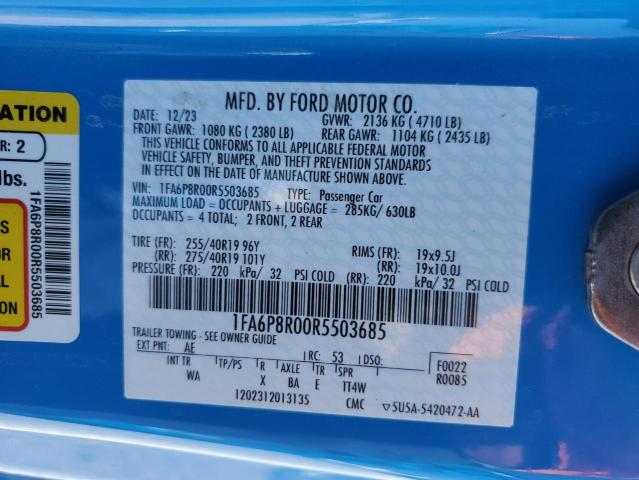 ATION
R: 2
lbs.
S
OR
AL
1FA6P8R00R5503685
MFD. BY FORD MOTOR CO.
DATE: 12/23 GVWR: 2136 KG ( 4710 LB)
FRONT GAWR: 1080 KG ( 2380 LB) REAR GAWR: 1104 KG ( 2435 LB)
THIS VEHICLE CONFORMS TO ALL APPLICABLE FEDERAL MOTOR
VEHICLE SAFETY, BUMPER, AND THEFT PREVENTION STANDARDS
IN EFFECT ON THE DATE OF MANUFACTURE SHOWN ABOVE.
VIN: 1FA6P8R00R5503685 TYPE: Passenger Car
MAXIMUM LOAD = OCCUPANTS + LUGGAGE = 285KG/ 630LB
OCCUPANTS = 4 TOTAL; 2 FRONT, 2 REAR
TIRE (FR): 255/40R19 96Y RIMS (FR): 19x9.5J
(RR): 275/40R19 101Y (RR): 19x10.0J
PRESSURE (FR): 220 kPa/ 32 PSI COLD (RR): 220 kPa/ 32 PSI COLD
1FA6P8R00R5503685
TRAILER TOWING - SEE OWNER GUIDE
EXT PNT: AE RC: 53 DSO: F0022
INT TR TP/PS R AXLE TR SPR R0085
WA X BA E TT4W
1202312013135 CMC ▽5U5A-5420472-AA